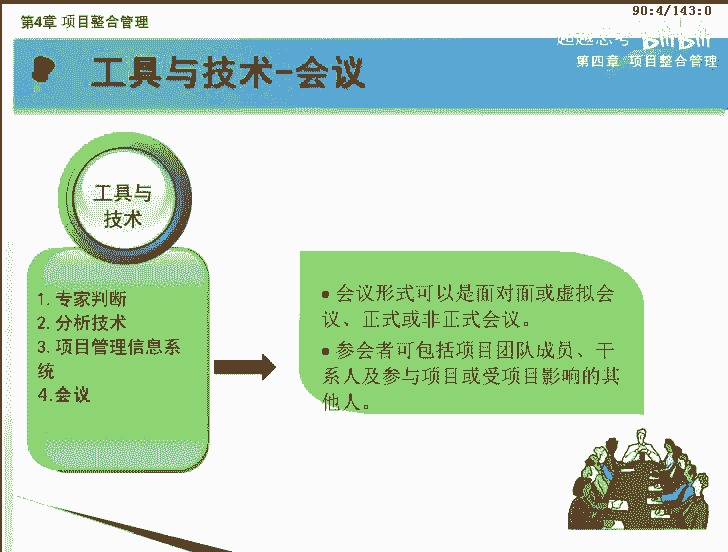 90:4/143:0
第4章 项目整合管理
超越思考 bilibili
第四章 项目整合管理
工具与技术-会议
工具与
技术
1. 专家判断
2. 分析技术
3. 项目管理信息系
统
4.会议
● 会议形式可以是面对面或虚拟会
议、正式或非正式会议。
● 参会者可包括项目团队成员、干
系人及参与项目或受项目影响的其
他人。